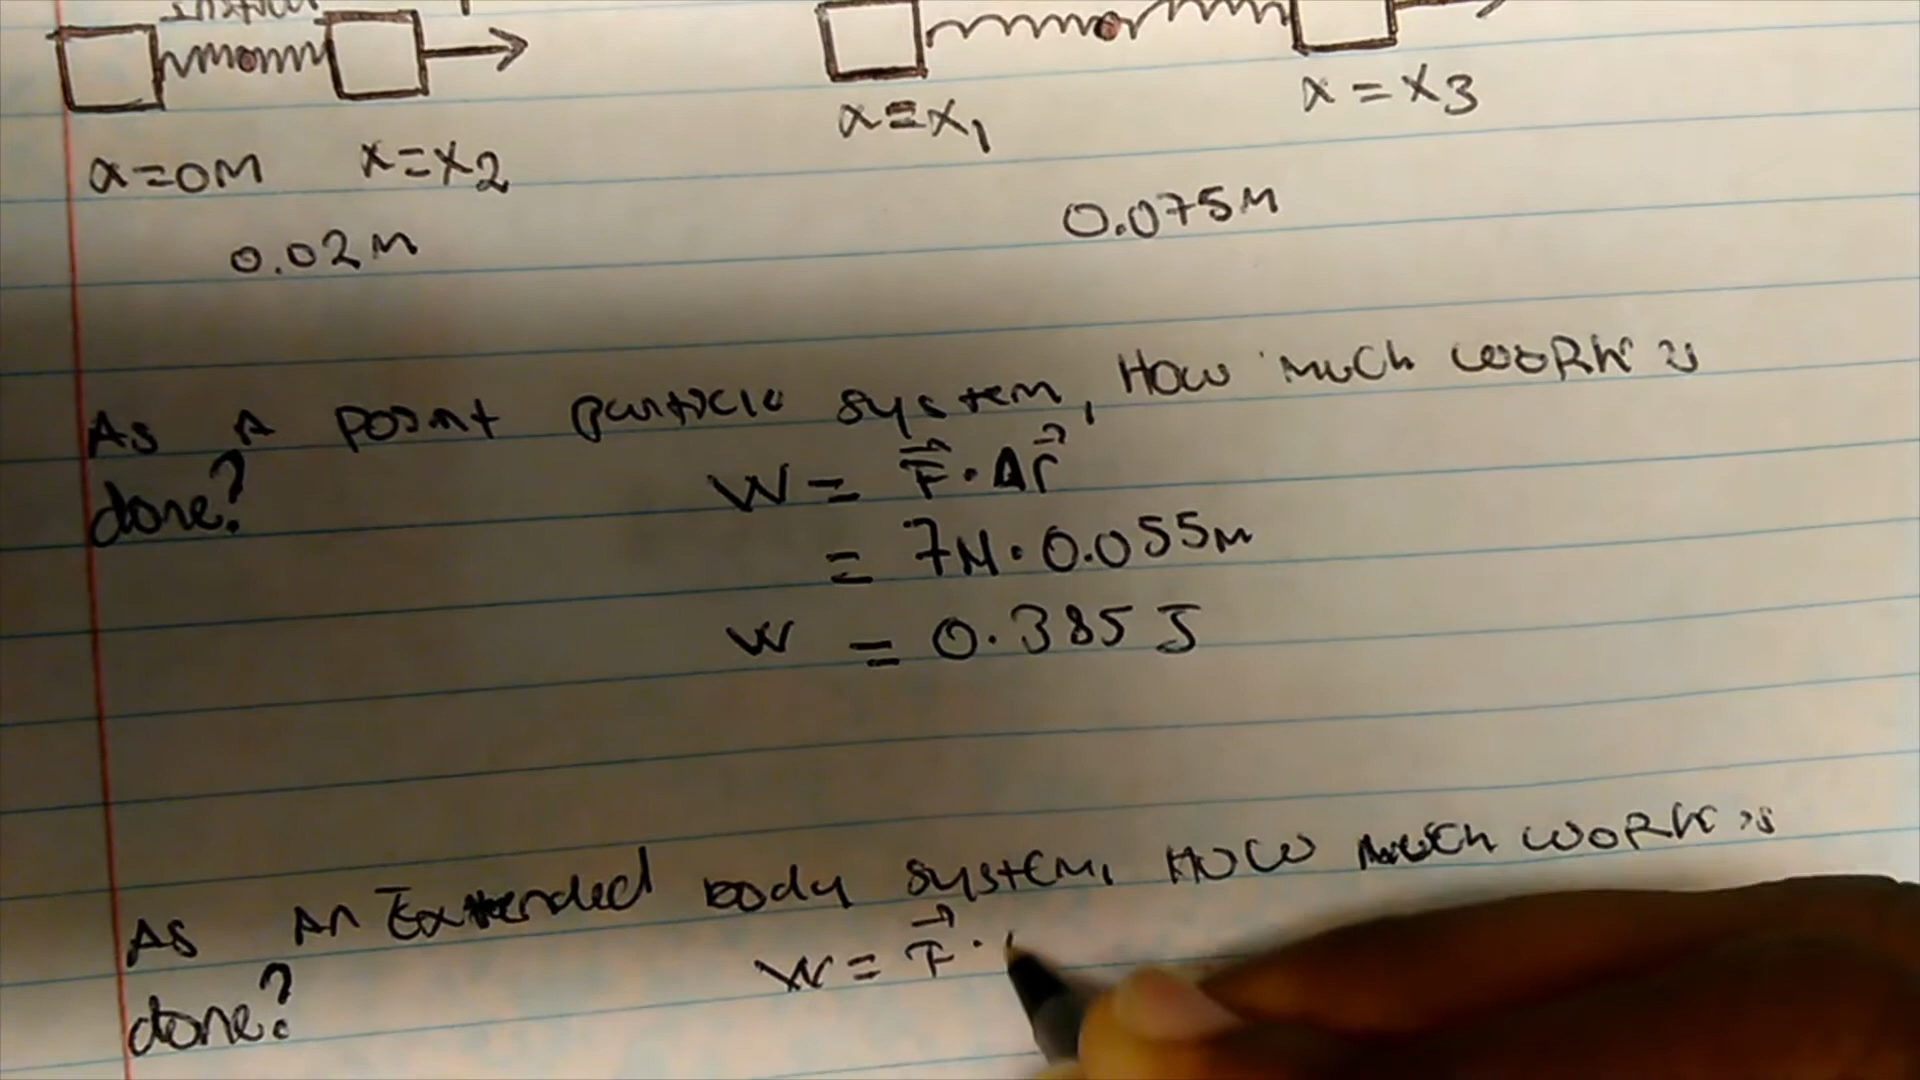 x=0m x=x2
x=x1
x=x3
0.02m
0.075m
As A point particle system, How much work is
done?
W = F⃗ · Δr⃗
= 7N · 0.055m
W = 0.385 J
As An Extended body system, How much work is
done?
W = F⃗ ·